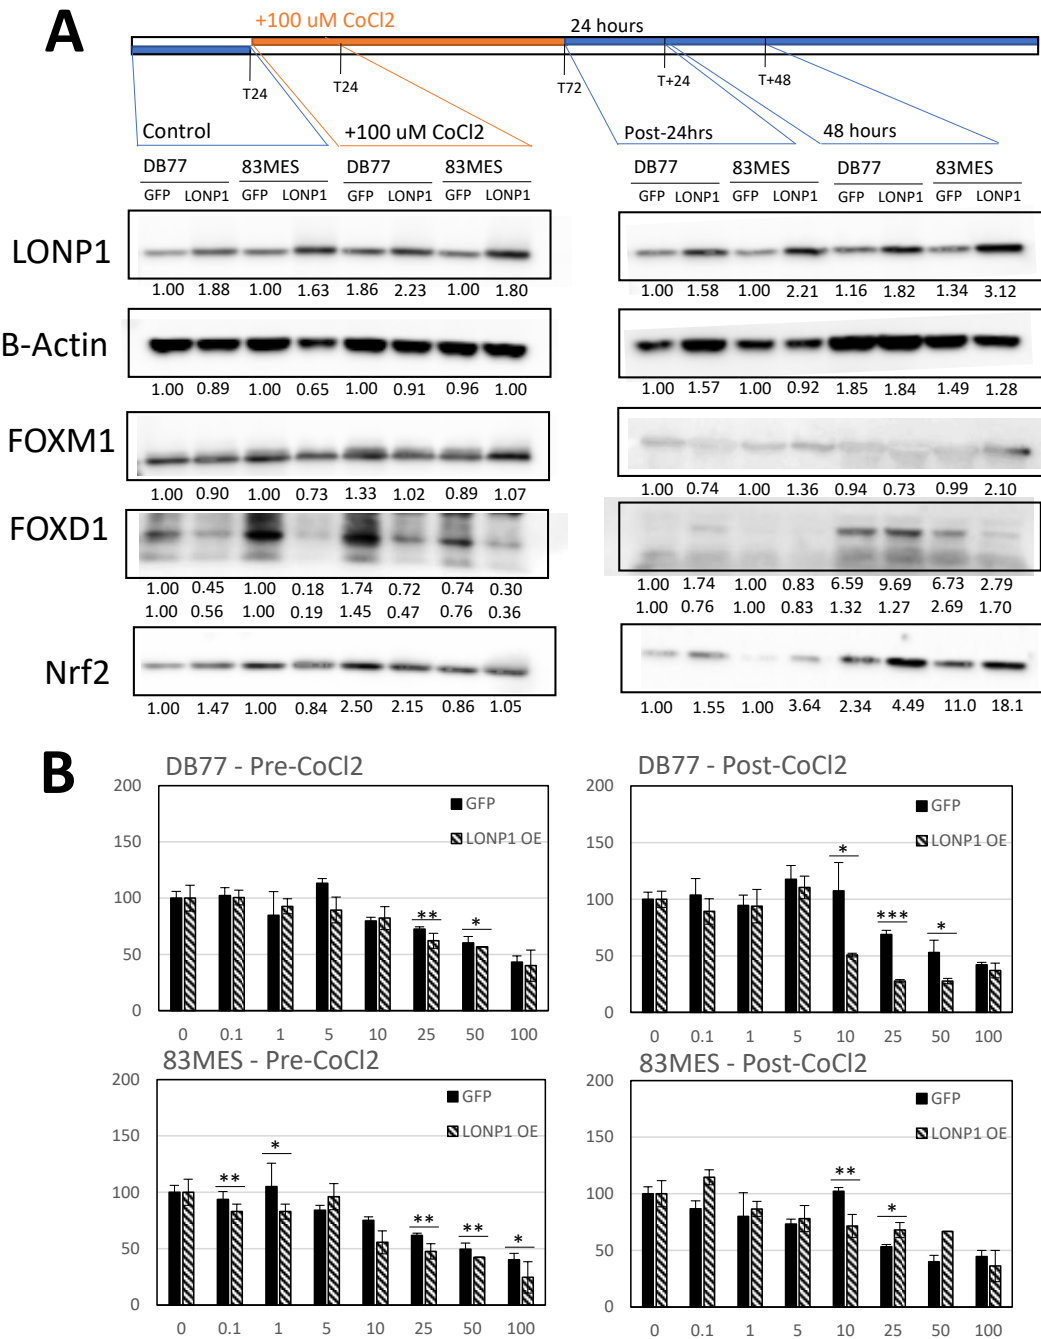 A
+100 uM CoCl2
24 hours
T24
T24
T72
T+24
T+48
Control
+100 uM CoCl2
Post-24hrs
48 hours
DB77 83MES DB77 83MES
DB77 83MES DB77 83MES
GFP LONP1 GFP LONP1 GFP LONP1 GFP LONP1
GFP LONP1 GFP LONP1 GFP LONP1 GFP LONP1
LONP1
1.00 1.88 1.00 1.63 1.86 2.23 1.00 1.80
1.00 1.58 1.00 2.21 1.16 1.82 1.34 3.12
B-Actin
1.00 0.89 1.00 0.65 1.00 0.91 0.96 1.00
1.00 1.57 1.00 0.92 1.85 1.84 1.49 1.28
FOXM1
1.00 0.90 1.00 0.73 1.33 1.02 0.89 1.07
1.00 0.74 1.00 1.36 0.94 0.73 0.99 2.10
FOXD1
1.00 0.45 1.00 0.18 1.74 0.72 0.74 0.30
1.00 0.56 1.00 0.19 1.45 0.47 0.76 0.36
1.00 1.74 1.00 0.83 6.59 9.69 6.73 2.79
1.00 0.76 1.00 0.83 1.32 1.27 2.69 1.70
Nrf2
1.00 1.47 1.00 0.84 2.50 2.15 0.86 1.05
1.00 1.55 1.00 3.64 2.34 4.49 11.0 18.1
B
DB77 - Pre-CoCl2
200
150
100
50
0
GFP
LONP1 OE
**
*
0 0.1 1 5 10 25 50 100
DB77 - Post-CoCl2
200
150
100
50
0
GFP
LONP1 OE
*
***
*
0 0.1 1 5 10 25 50 100
83MES - Pre-CoCl2
200
150
100
50
0
GFP
LONP1 OE
**
*
**
**
*
0 0.1 1 5 10 25 50 100
83MES - Post-CoCl2
200
150
100
50
0
GFP
LONP1 OE
**
*
0 0.1 1 5 10 25 50 100